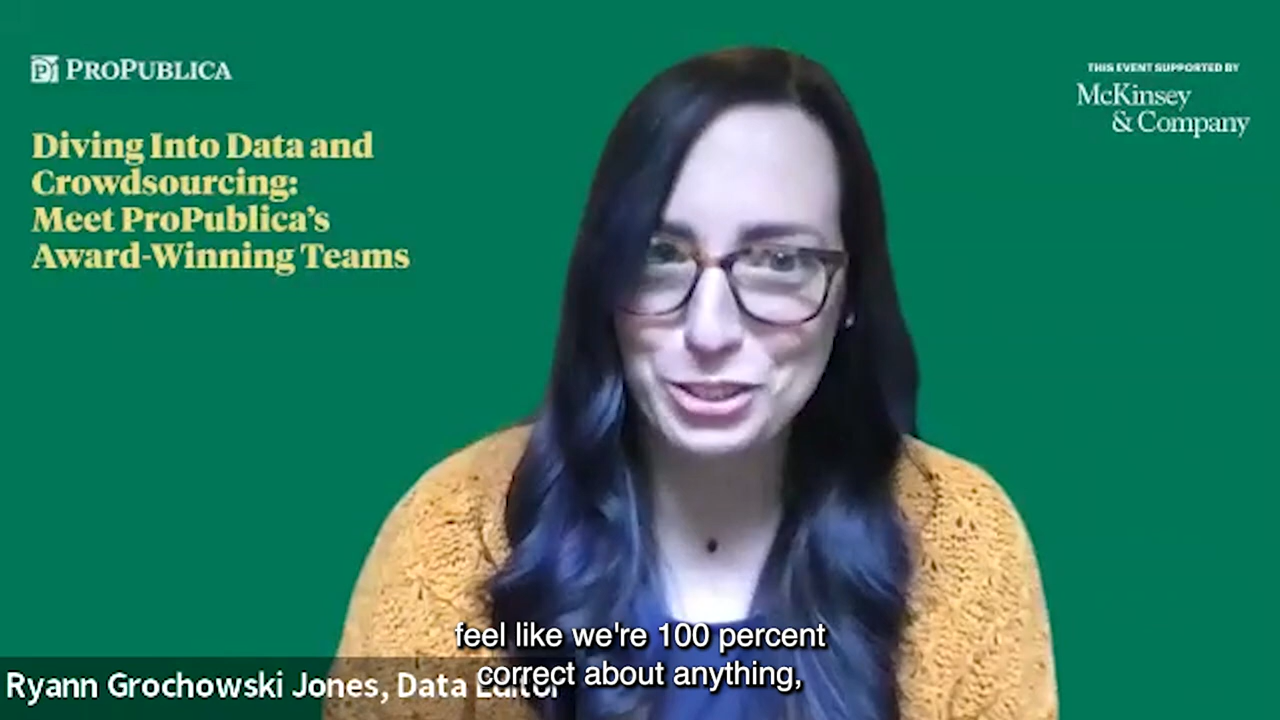 PROPUBLICA
THIS EVENT SUPPORTED BY
McKinsey
& Company
Diving Into Data and
Crowdsourcing:
Meet ProPublica's
Award-Winning Teams
feel like we're 100 percent
correct about anything,
Ryann Grochowski Jones, Data Editor